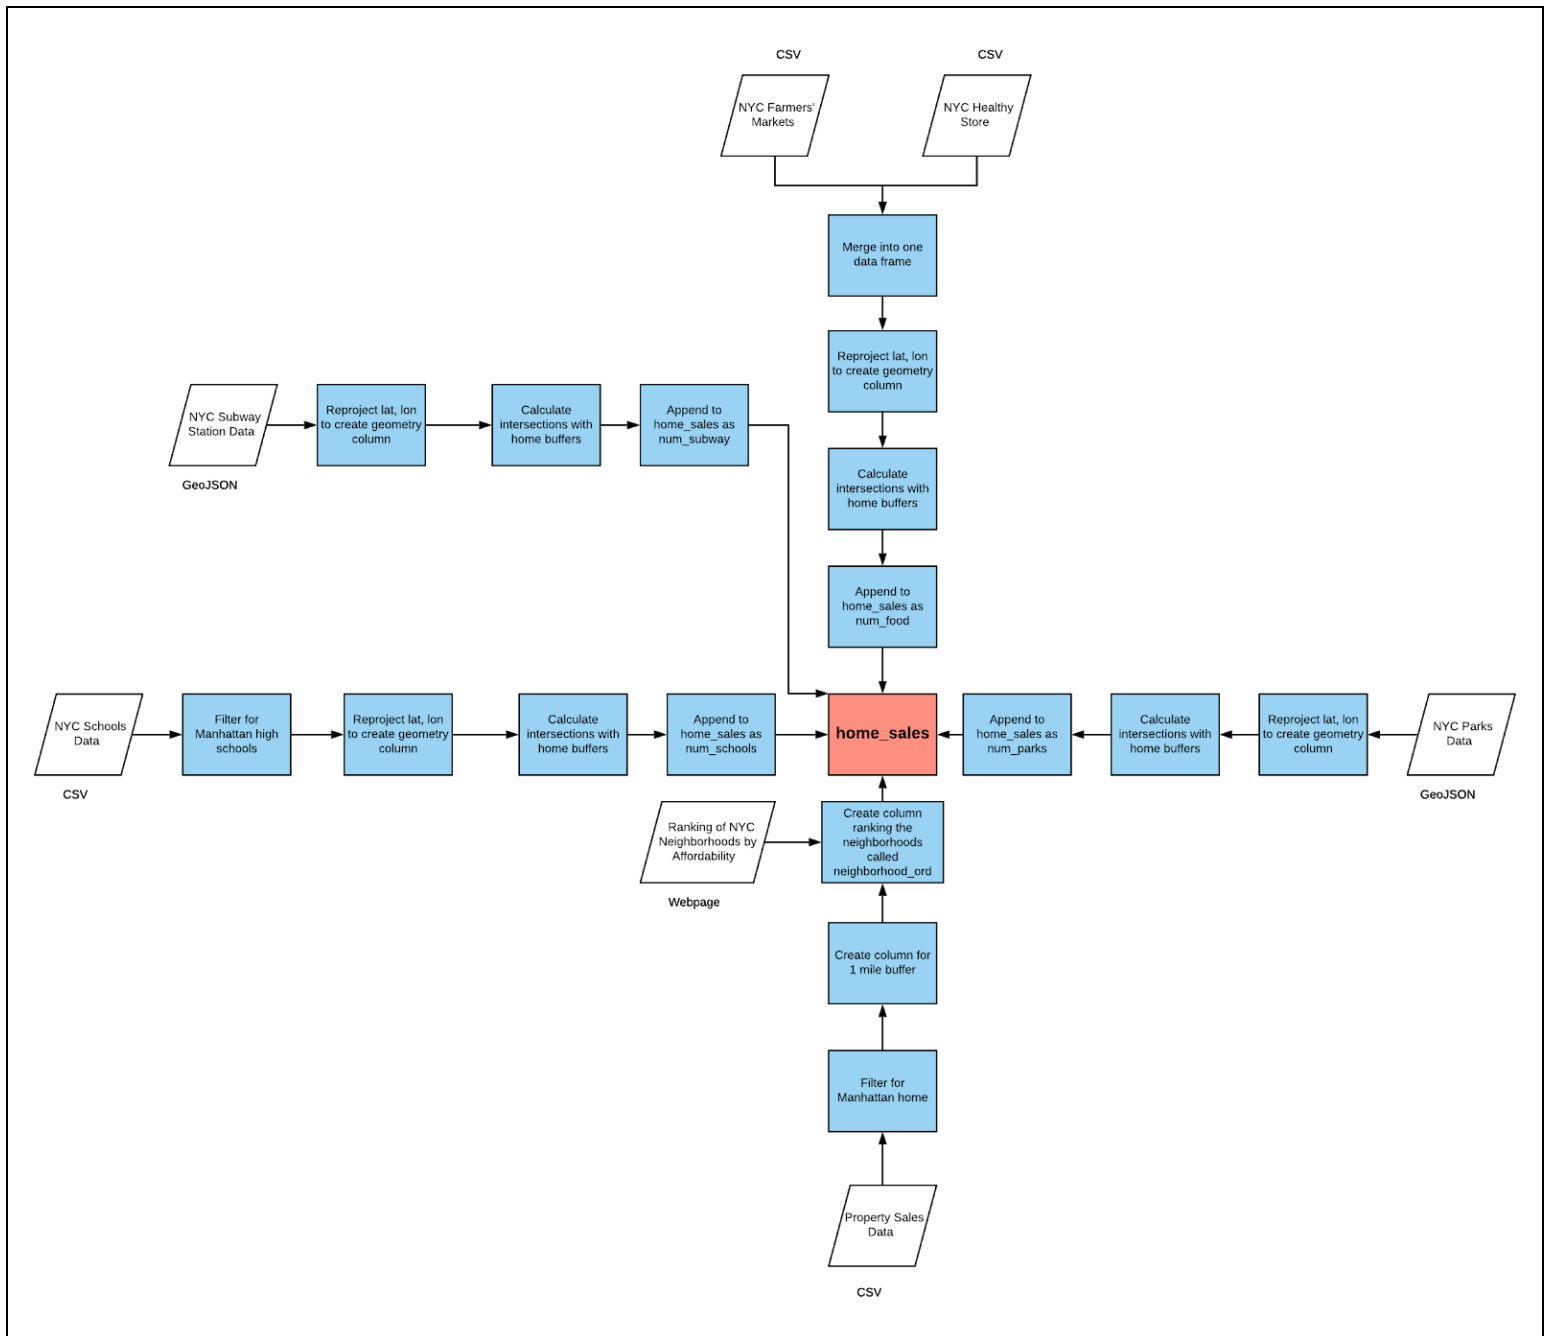 CSV
CSV
NYC Farmers'
Markets
NYC Healthy
Store
Merge into one
data frame
Reproject lat, lon
to create geometry
column
Calculate
intersections with
home buffers
Append to
home_sales as
num_food
NYC Subway
Station Data
GeoJSON
Reproject lat, lon
to create geometry
column
Calculate
intersections with
home buffers
Append to
home_sales as
num_subway
NYC Schools
Data
CSV
Filter for
Manhattan high
schools
Reproject lat, lon
to create geometry
column
Calculate
intersections with
home buffers
Append to
home_sales as
num_schools
home_sales
Append to
home_sales as
num_parks
Calculate
intersections with
home buffers
Reproject lat, lon
to create geometry
column
NYC Parks
Data
GeoJSON
Ranking of NYC
Neighborhoods by
Affordability
Webpage
Create column
ranking the
neighborhoods
called
neighborhood_ord
Create column for
1 mile buffer
Filter for
Manhattan home
Property Sales
Data
CSV